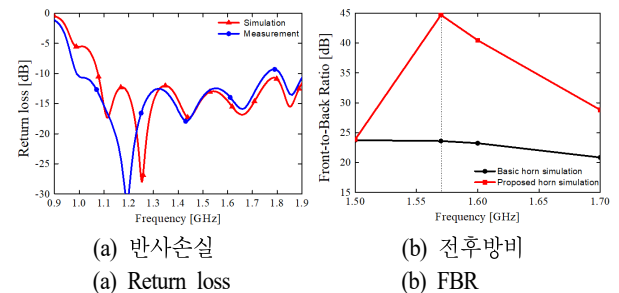 Return loss [dB]
0
-5
-10
-15
-20
-25
-30
0.9 1.0 1.1 1.2 1.3 1.4 1.5 1.6 1.7 1.8 1.9
Frequency [GHz]
Simulation
Measurement
Front-to-Back Ratio [dB]
45
40
35
30
25
20
15
1.50 1.55 1.60 1.65 1.70
Frequency [GHz]
Basic horn simulation
Proposed horn simulation
(a) 반사손실
(b) 전후방비
(a) Return loss
(b) FBR